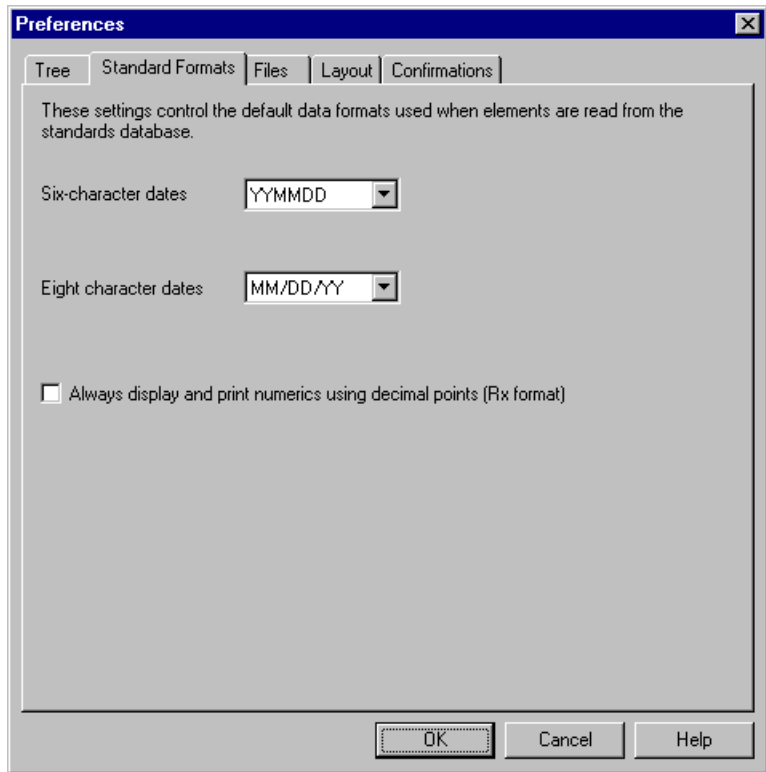 Preferences
Tree Standard Formats Files Layout Confirmations
These settings control the default data formats used when elements are read from the
standards database.
Six-character dates YYMMDD
Eight character dates MM/DD/YY
Always display and print numerics using decimal points (Rx format)
OK Cancel Help